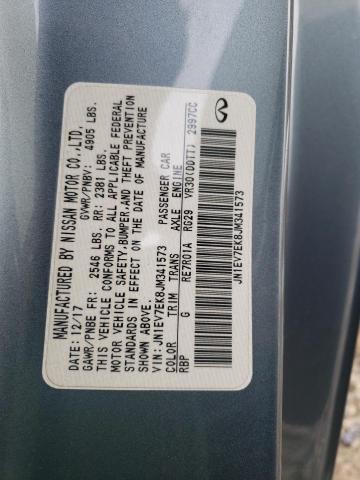 MANUFACTURED BY NISSAN MOTOR CO.,LTD.
12/17 GVWR/PNBV: 4905 LBS.
GAWR/PNBE FR: 2546 LBS. RR: 2381 LBS.
THIS VEHICLE CONFORMS TO ALL APPLICABLE FEDERAL
MOTOR VEHICLE SAFETY,BUMPER,AND THEFT PREVENTION
STANDARDS IN EFFECT ON THE DATE OF MANUFACTURE
SHOWN ABOVE.
VIN: JN1EV7EK8JM341573 PASSENGER CAR
COLOR TRIM TRANS AXLE ENGINE
RBP G RE7R01A RG29 VR30(DDTT) 2997CC
JN1EV7EK8JM341573